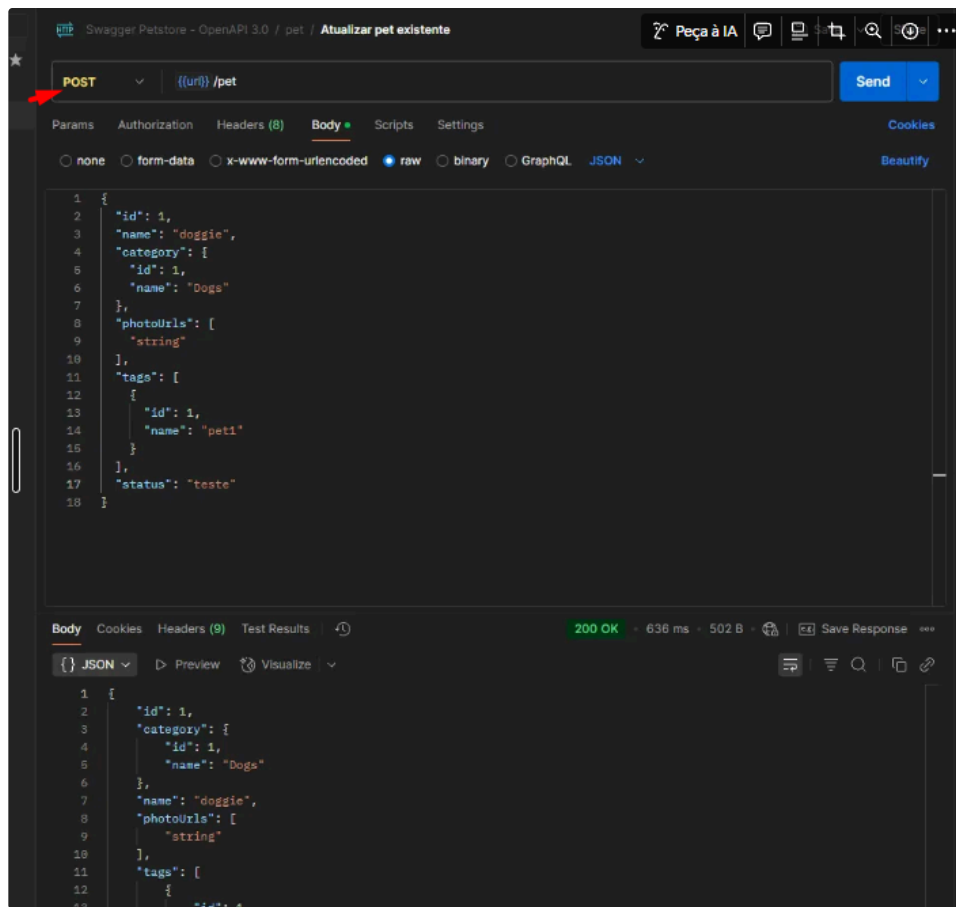 HTTP Swagger Petstore - OpenAPI 3.0 / pet / Atualizar pet existente
Peça à IA
POST {{url}} /pet Send
Params Authorization Headers (8) Body Scripts Settings Cookies
none form-data x-www-form-urlencoded raw binary GraphQL JSON Beautify
1 {
2 "id": 1,
3 "name": "doggie",
4 "category": {
5 "id": 1,
6 "name": "Dogs"
7 },
8 "photoUrls": [
9 "string"
10 ],
11 "tags": [
12 {
13 "id": 1,
14 "name": "pet1"
15 }
16 ],
17 "status": "teste"
18 }
Body Cookies Headers (9) Test Results 200 OK 636 ms 502 B e.g. Save Response
{} JSON Preview Visualize
1 {
2 "id": 1,
3 "category": {
4 "id": 1,
5 "name": "Dogs"
6 },
7 "name": "doggie",
8 "photoUrls": [
9 "string"
10 ],
11 "tags": [
12 {
13 "id": 1